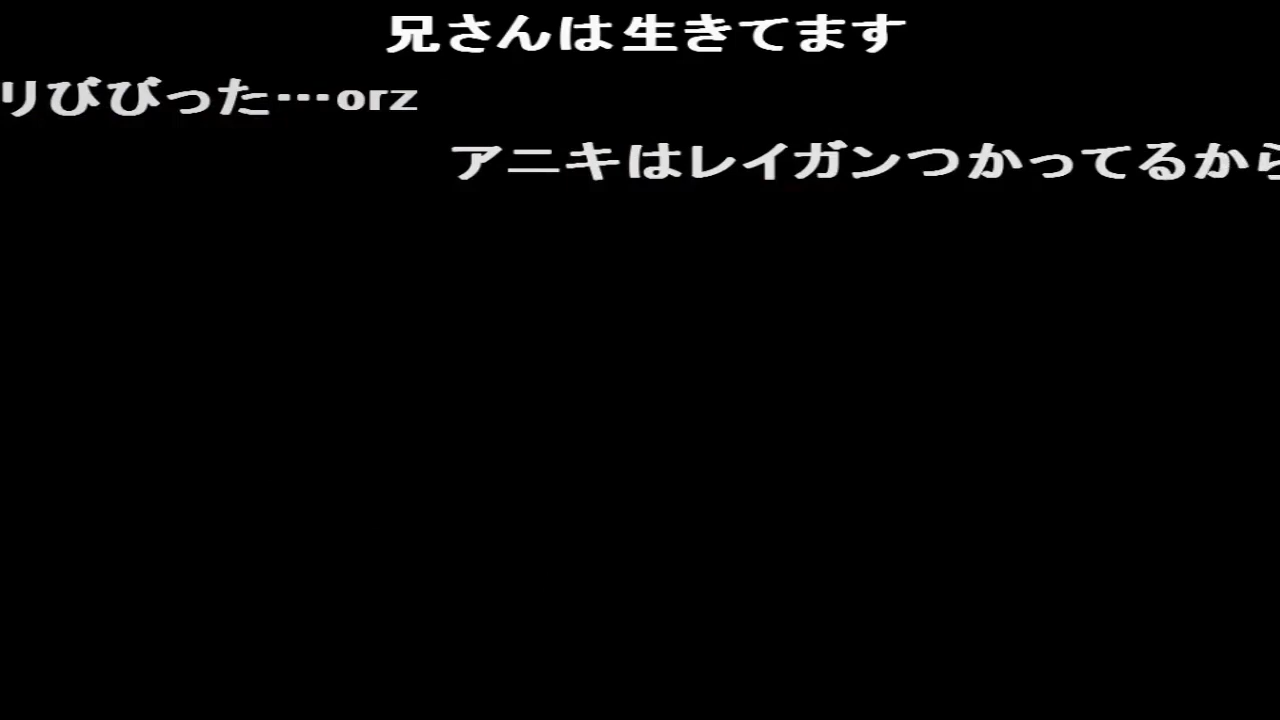 兄さんは生きてます
リびびった…orz
アニキはレイガンつかってるから